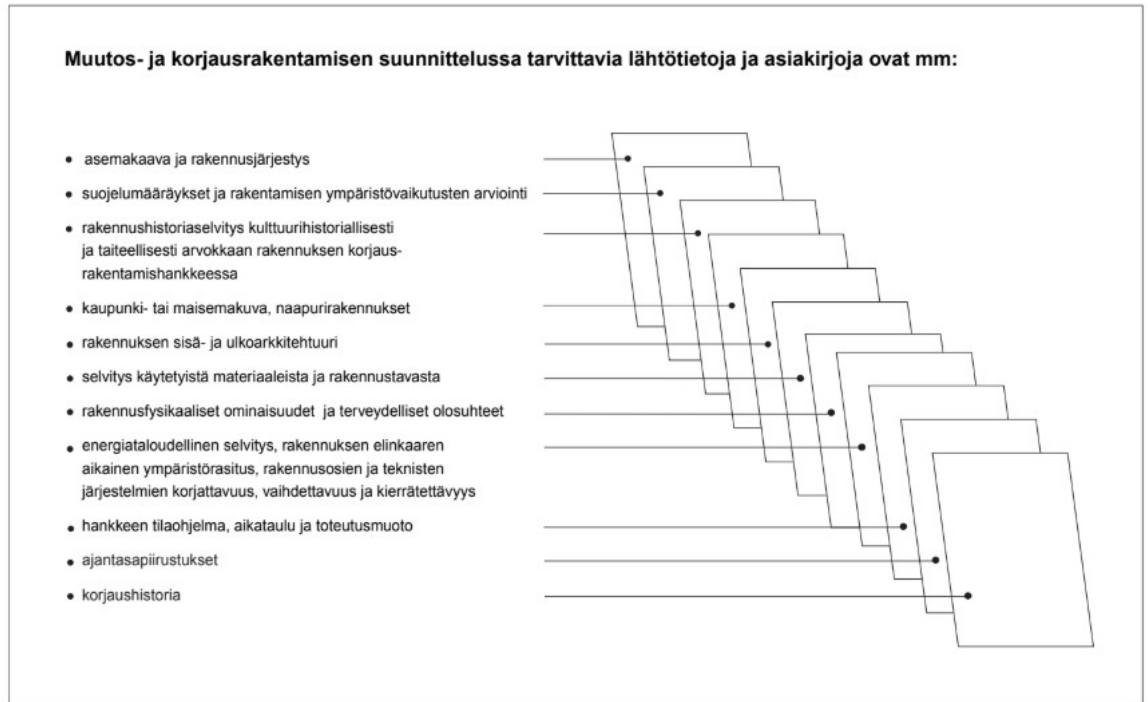 Muutos- ja korjausrakentamisen suunnittelussa tarvittavia lähtötietoja ja asiakirjoja ovat mm:
• asemakaava ja rakennusjärjestys
• suojelumääräykset ja rakentamisen ympäristövaikutusten arviointi
• rakennushistoriaselvitys kulttuurihistoriallisesti
ja taiteellisesti arvokkaan rakennuksen korjaus-
rakentamishankkeessa
• kaupunki- tai maisemakuva, naapurirakennukset
• rakennuksen sisä- ja ulkoarkkitehtuuri
• selvitys käytetyistä materiaaleista ja rakennustavasta
• rakennusfysikaaliset ominaisuudet ja terveydelliset olosuhteet
• energiataloudellinen selvitys, rakennuksen elinkaaren
aikainen ympäristörasitus, rakennusosien ja teknisten
järjestelmien korjattavuus, vaihdettavuus ja kierrätettävyys
• hankkeen tilaohjelma, aikataulu ja toteutusmuoto
• ajantasapiirustukset
• korjaushistoria